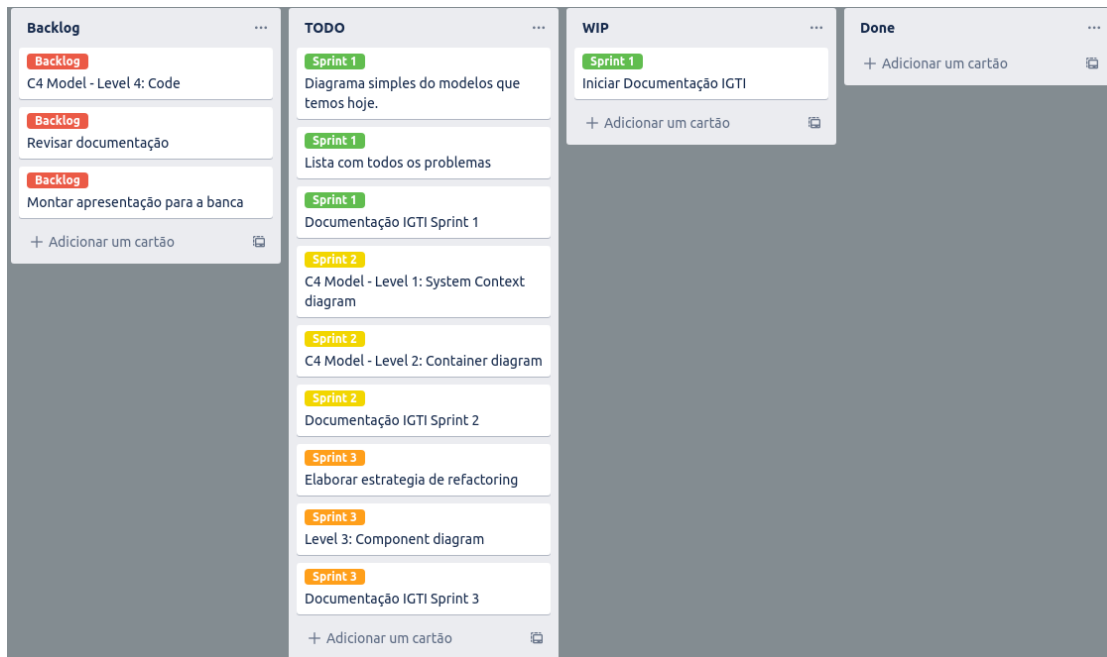 Backlog
Backlog
C4 Model - Level 4: Code
Backlog
Revisar documentação
Backlog
Montar apresentação para a banca
+ Adicionar um cartão
TODO
Sprint 1
Diagrama simples do modelos que
temos hoje.
Sprint 1
Lista com todos os problemas
Sprint 1
Documentação IGTI Sprint 1
Sprint 2
C4 Model - Level 1: System Context
diagram
Sprint 2
C4 Model - Level 2: Container diagram
Sprint 2
Documentação IGTI Sprint 2
Sprint 3
Elaborar estrategia de refactoring
Sprint 3
Level 3: Component diagram
Sprint 3
Documentação IGTI Sprint 3
+ Adicionar um cartão
WIP
Sprint 1
Iniciar Documentação IGTI
+ Adicionar um cartão
Done
+ Adicionar um cartão